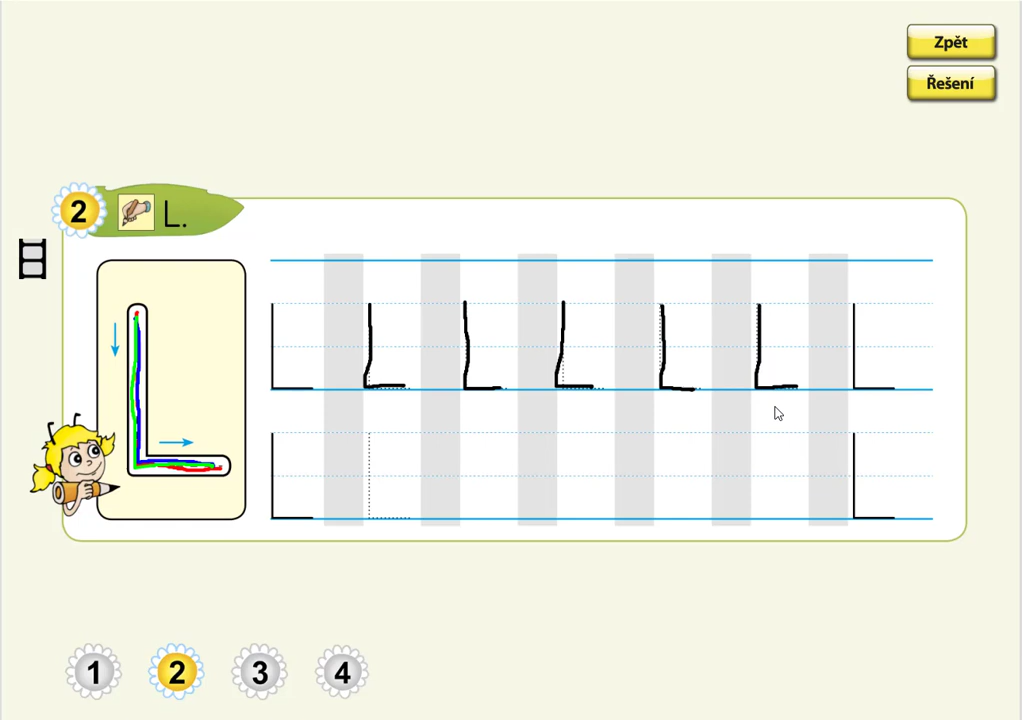 Zpět
Řešení
2 L.
L L L L L L L
L L
1 2 3 4